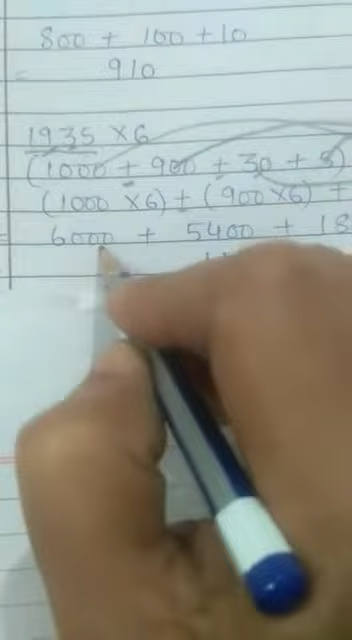 800 + 100 + 10
= 910
1935 × 6
(1000 + 900 + 30 + 5)
(1000 × 6) + (900 × 6) +
= 6000 + 5400 + 18